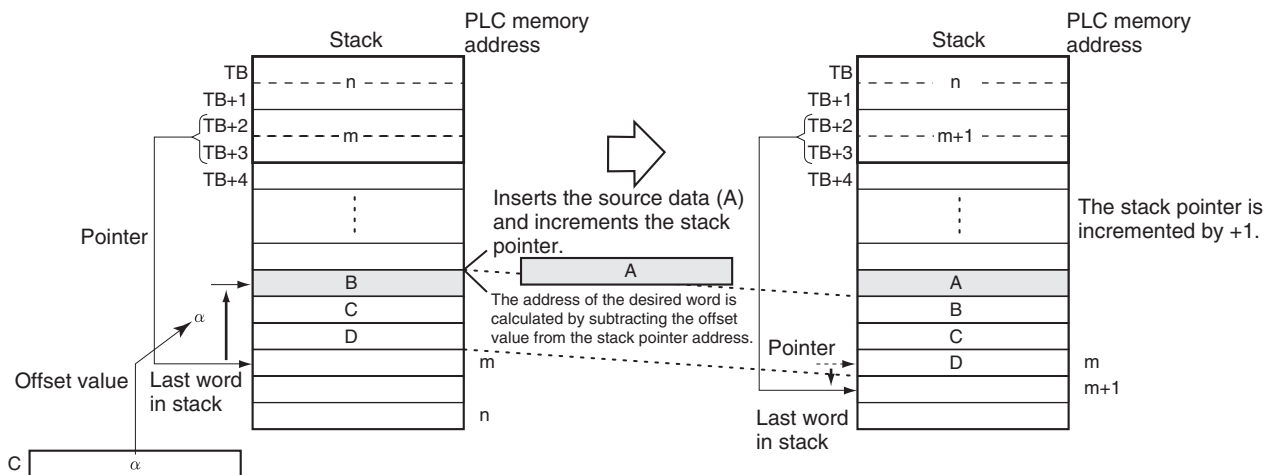 Stack
PLC memory
address
TB
n
TB+1
TB+2
m
TB+3
TB+4
Pointer
B
C
D
α
m
Offset value
Last word
in stack
n
C
α
Inserts the source data (A)
and increments the stack
pointer.
A
The address of the desired word is
calculated by subtracting the offset
value from the stack pointer address.
Stack
PLC memory
address
TB
n
TB+1
TB+2
m+1
TB+3
TB+4
The stack pointer is
incremented by +1.
A
B
C
Pointer
D
m
m+1
Last word
in stack